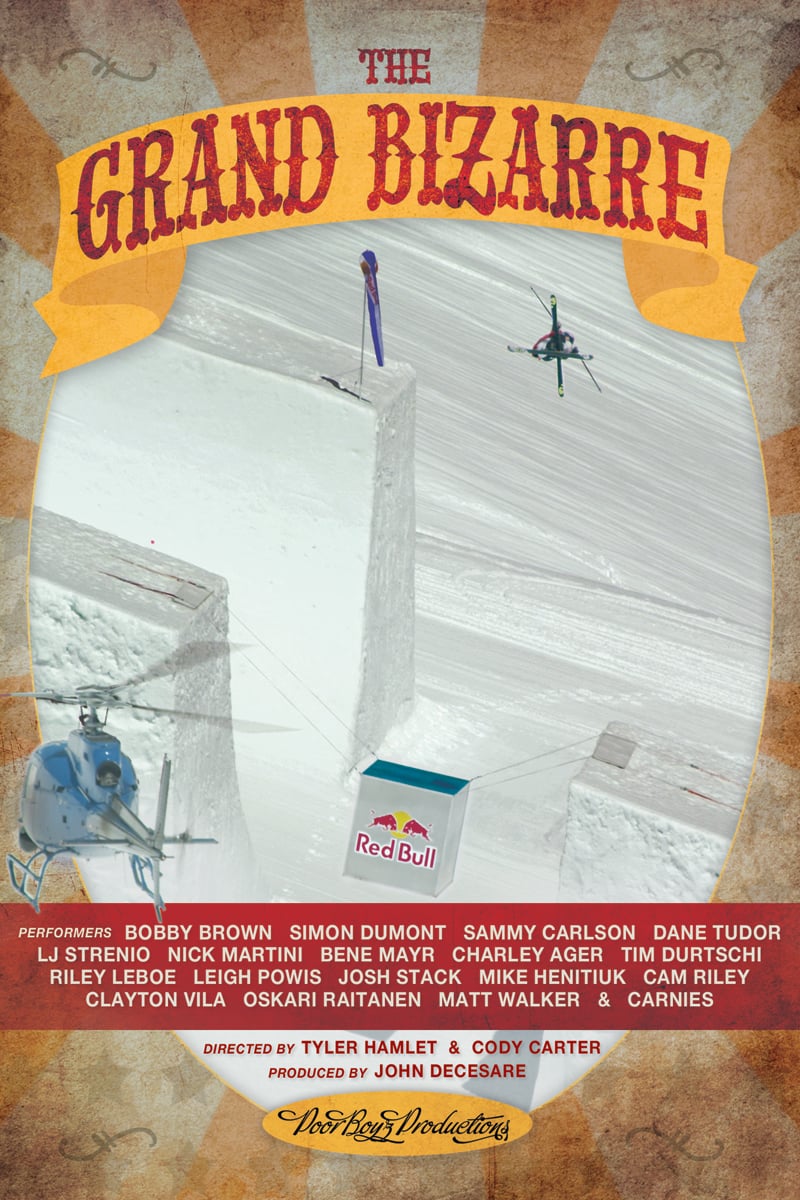 THE
GRAND BIZARRE
Red Bull
PERFORMERS BOBBY BROWN SIMON DUMONT SAMMY CARLSON DANE TUDOR
LJ STRENIO NICK MARTINI BENE MAYR CHARLEY AGER TIM DURTSCHI
RILEY LEBOE LEIGH POWIS JOSH STACK MIKE HENITIUK CAM RILEY
CLAYTON VILA OSKARI RAITANEN MATT WALKER & CARNIES
DIRECTED BY TYLER HAMLET & CODY CARTER
PRODUCED BY JOHN DECESARE
Poor Boyz Productions